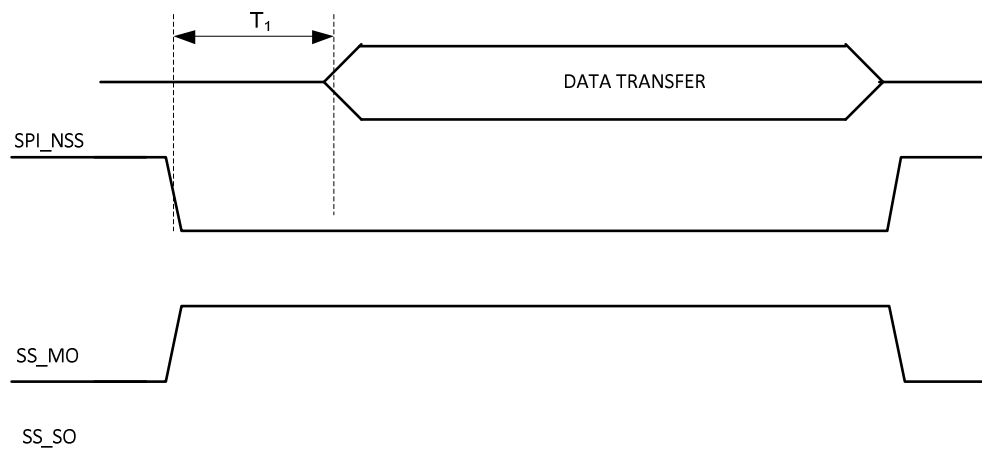 T₁
DATA TRANSFER
SPI_NSS
SS_MO
SS_SO